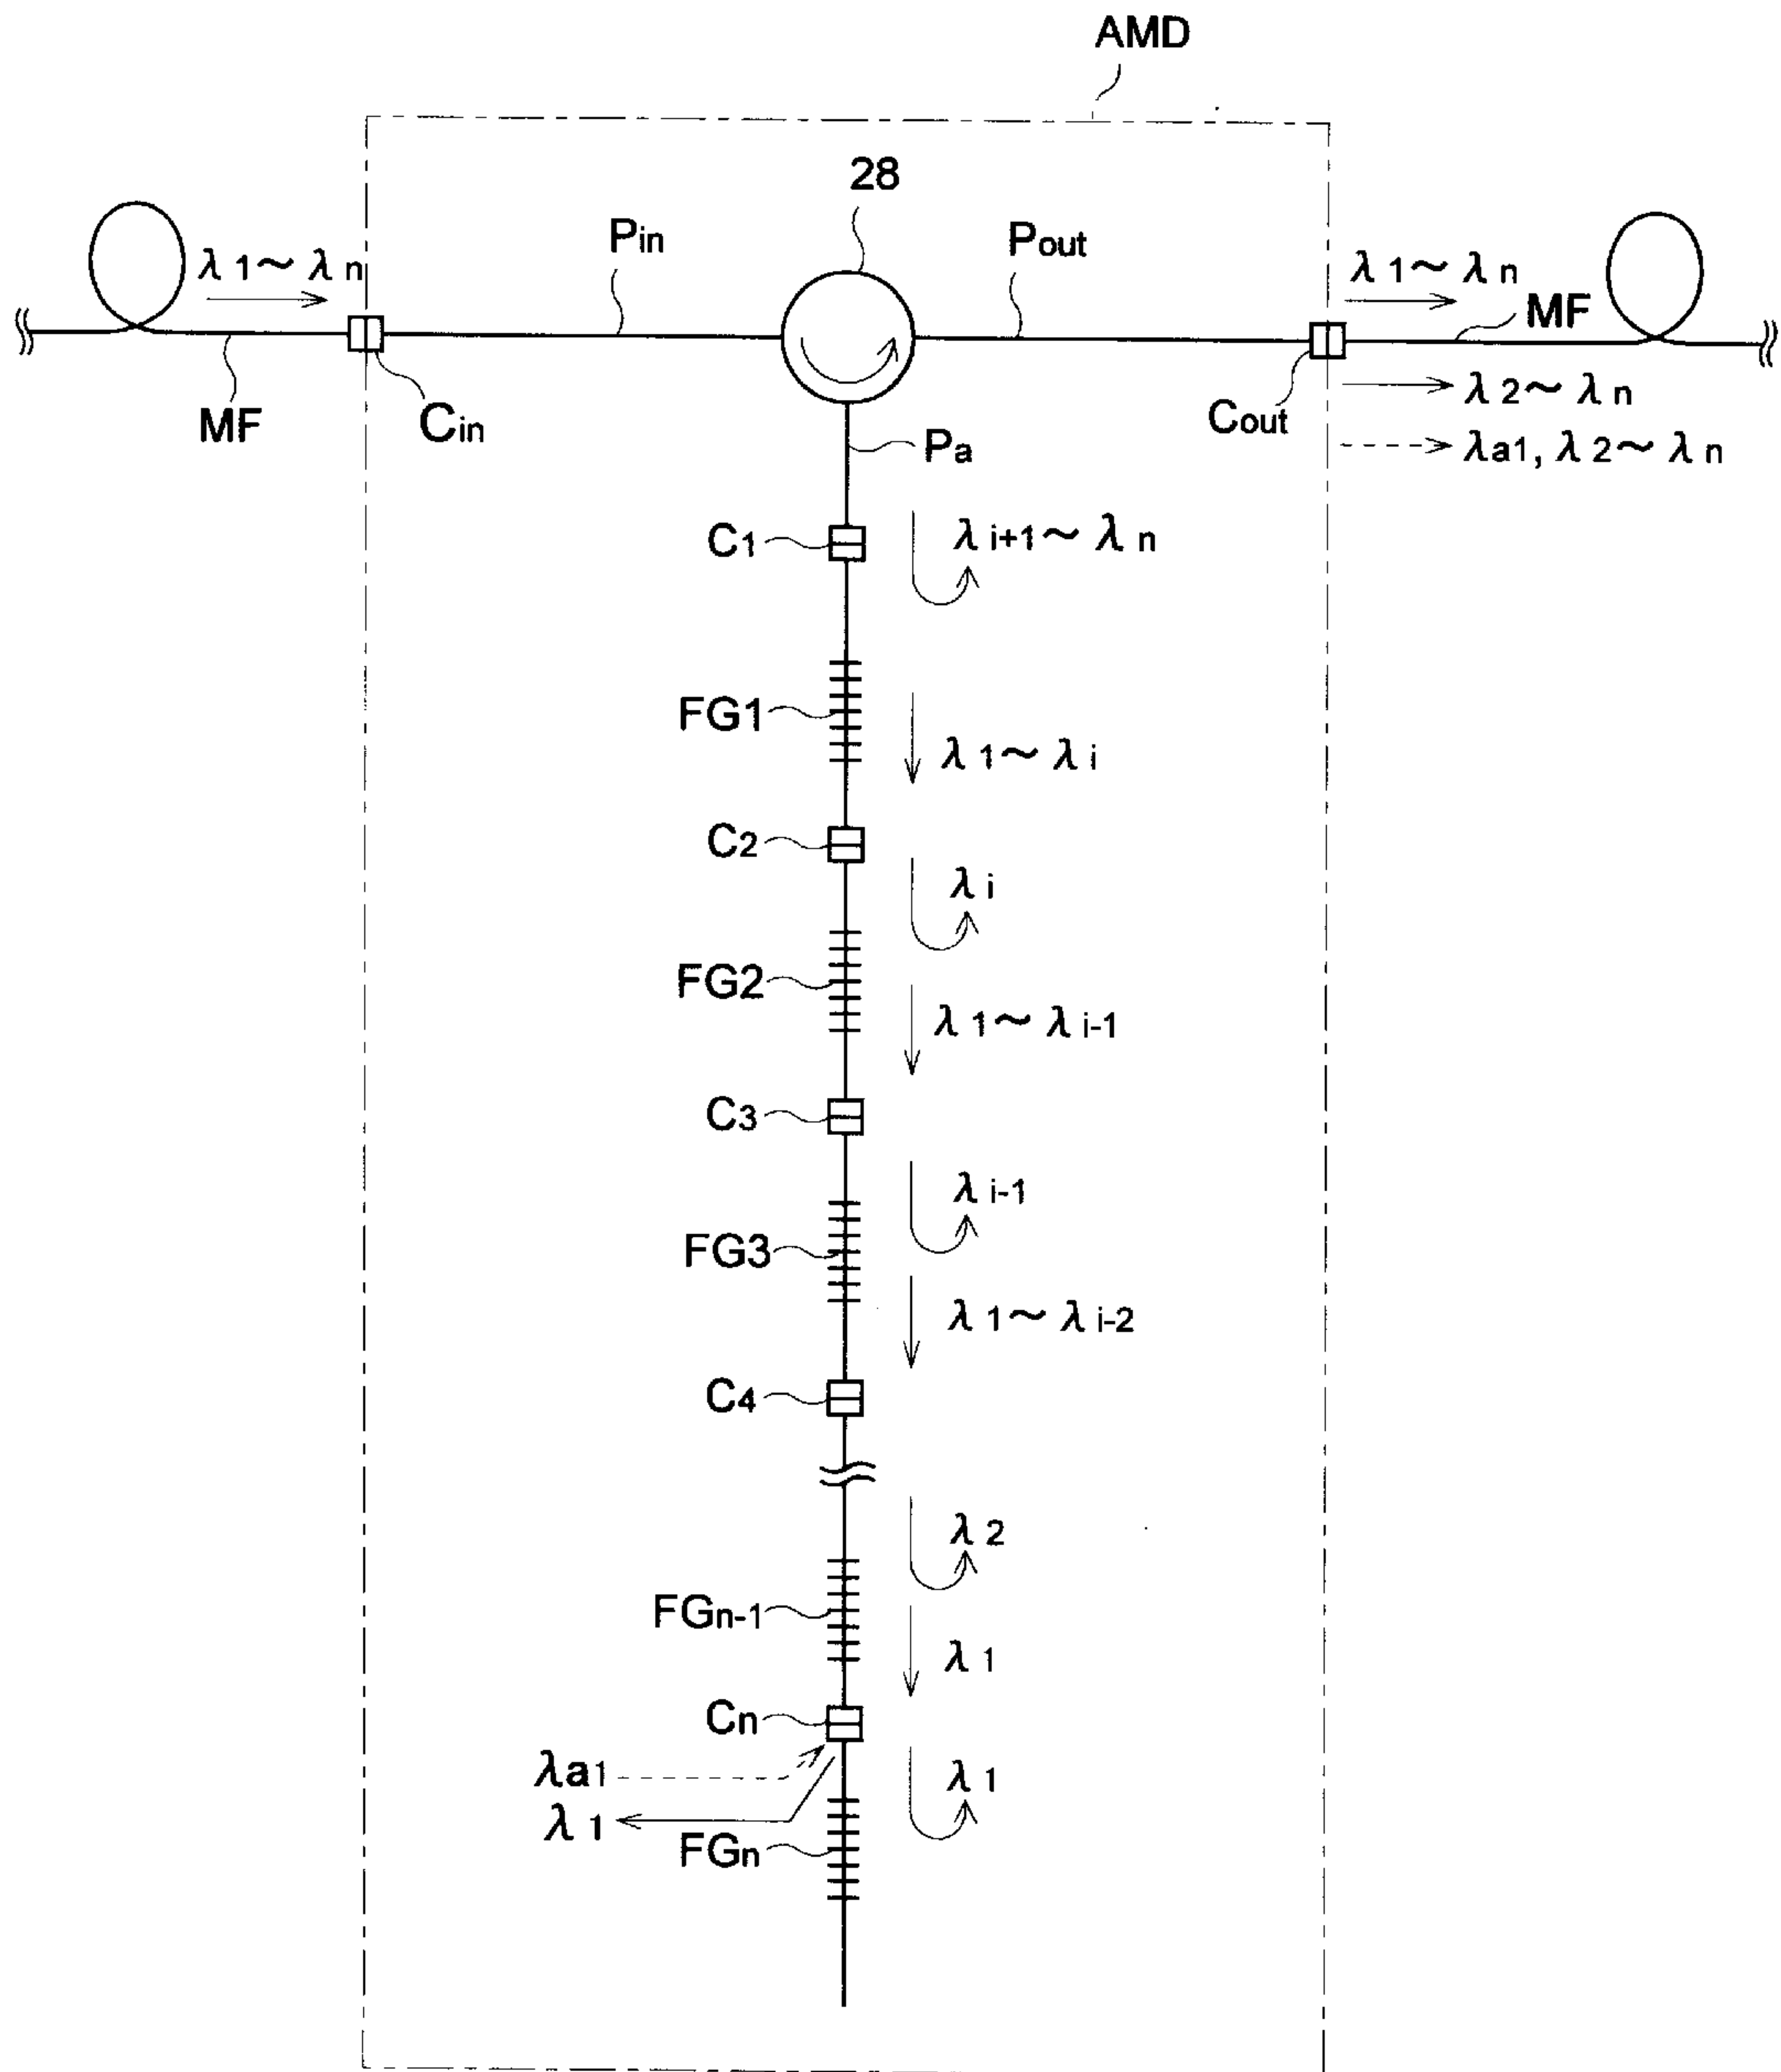 AMD
28
Pin
Pout
λ1~λn
λ1~λn
MF
MF
Cin
Cout
λ2~λn
λa1, λ2~λn
Pa
C1
λi+1~λn
FG1
λ1~λi
C2
λi
FG2
λ1~λi-1
C3
λi-1
FG3
λ1~λi-2
C4
λ2
FGn-1
λ1
Cn
λa1
λ1
λ1
FGn